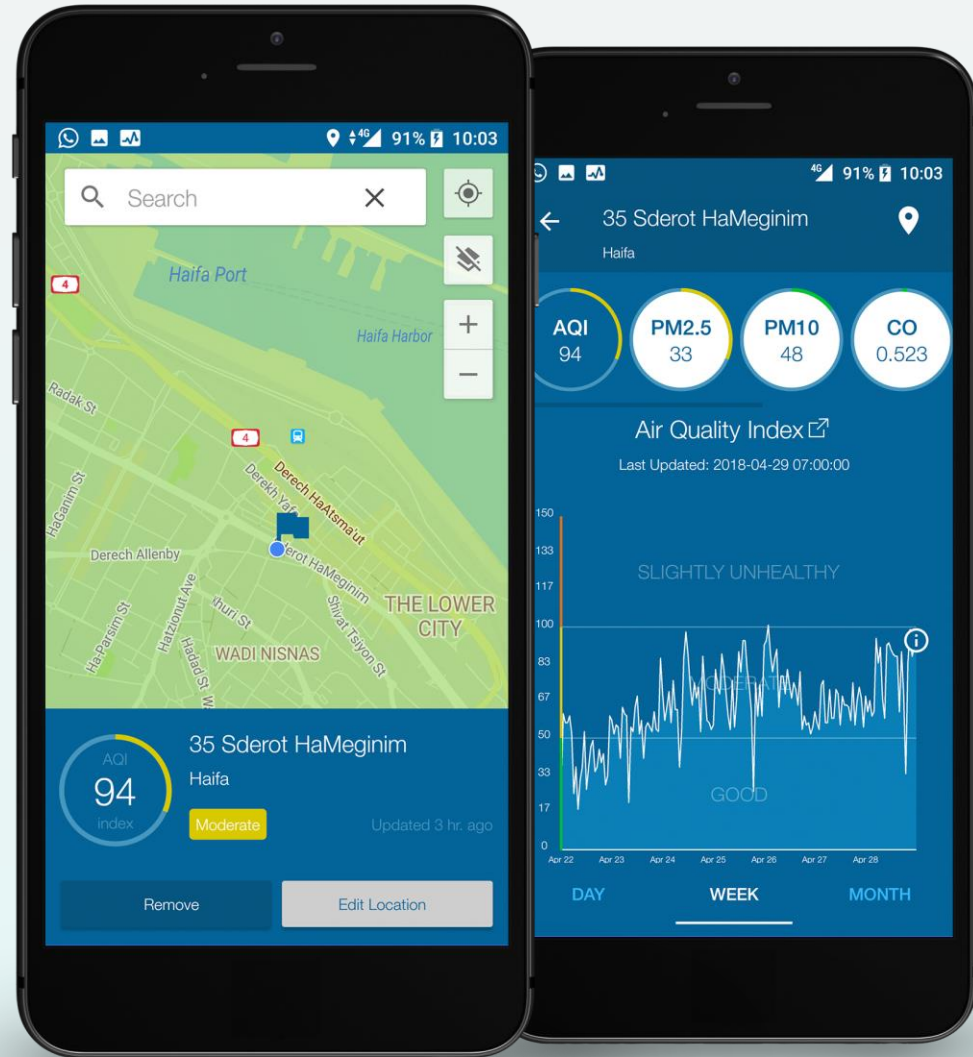 4G 91% 10:03
Search
Haifa Port
4
Haifa Harbor
Radak St
4
HaGanim St
Derekh Yafo
Derech HaAtsma'ut
Derech Allenby
Sderot HaMeginim
Ha-Parsim St
Hatzionut Ave
Hadad St
Shivat Tsiyon St
THE LOWER
CITY
WADI NISNAS
AQI
94
index
35 Sderot HaMeginim
Haifa
Moderate
Updated 3 hr. ago
Remove
Edit Location
4G 91% 10:03
35 Sderot HaMeginim
Haifa
AQI
94
PM2.5
33
PM10
48
CO
0.523
Air Quality Index
Last Updated: 2018-04-29 07:00:00
150
133
SLIGHTLY UNHEALTHY
117
100
83
MODERATE
67
50
33
GOOD
17
0
Apr 22 Apr 23 Apr 24 Apr 25 Apr 26 Apr 27 Apr 28
DAY WEEK MONTH